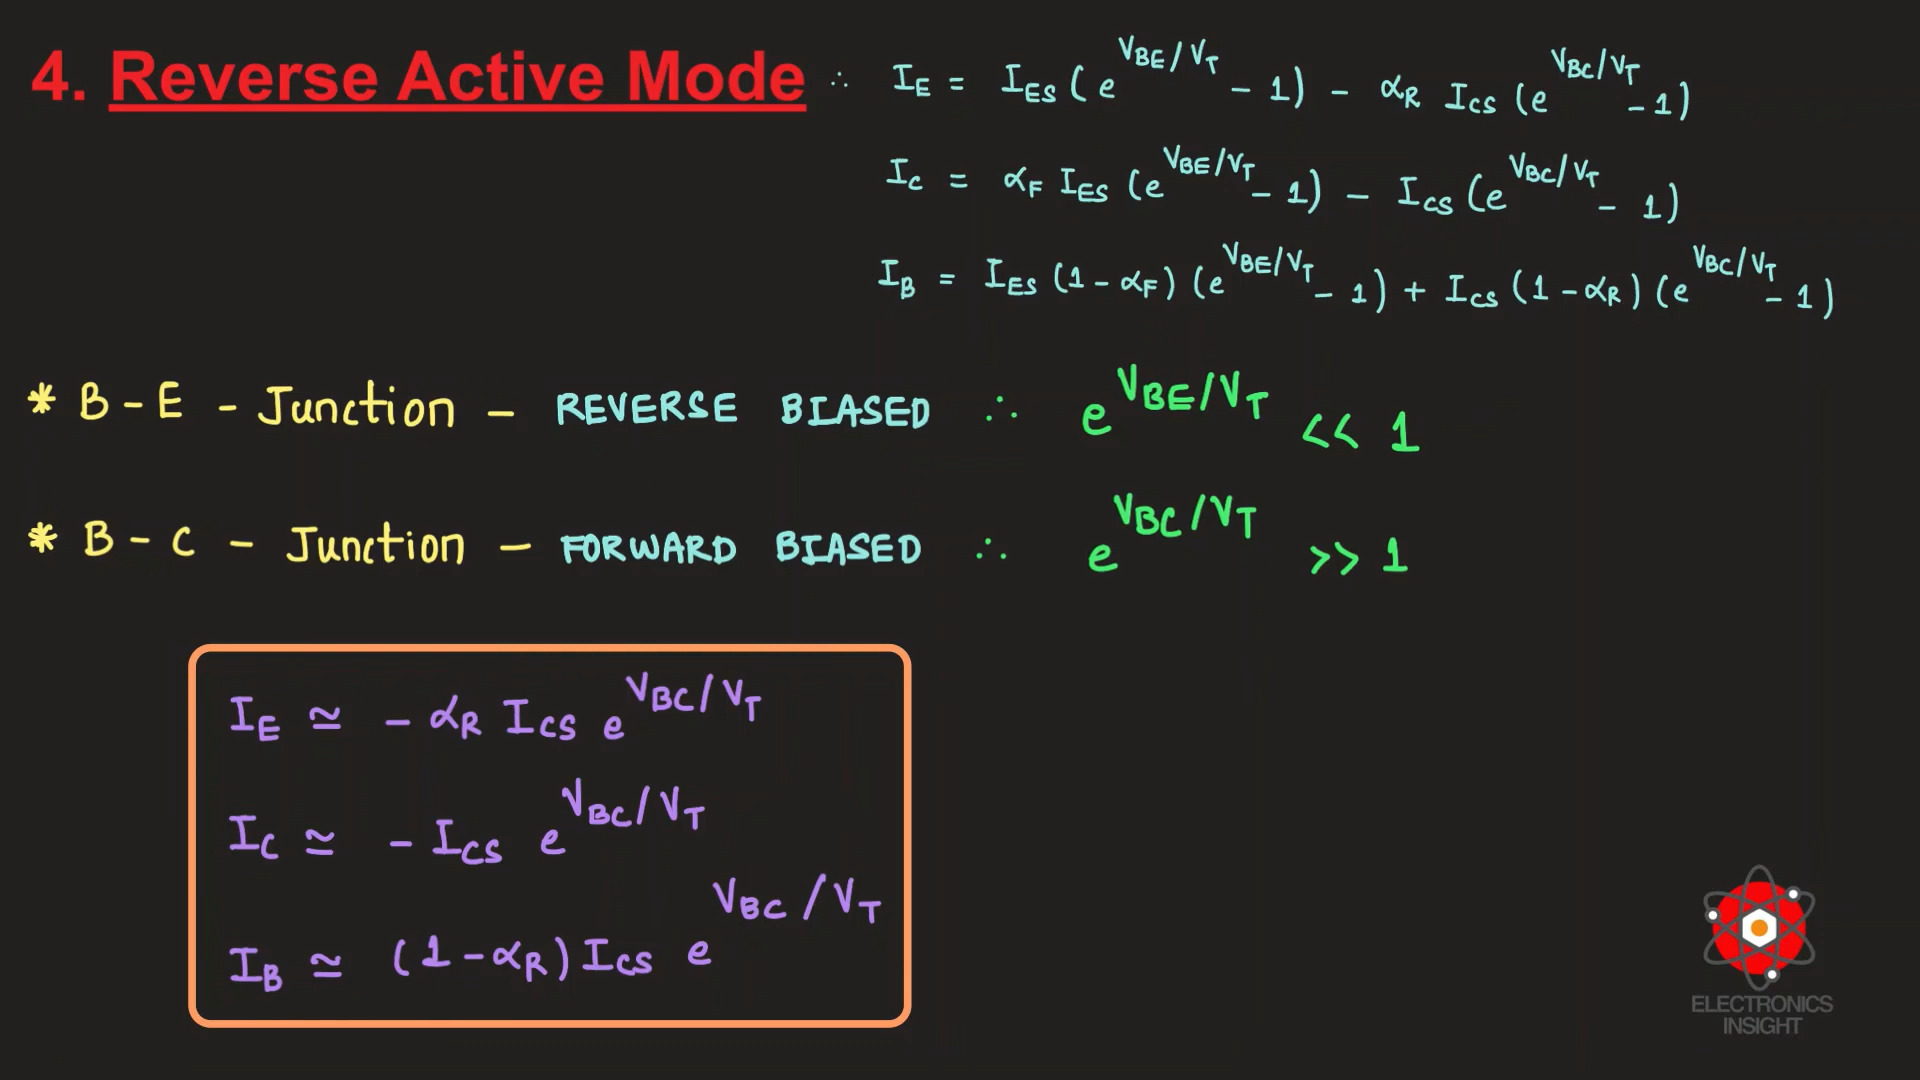 4. Reverse Active Mode
∴ I_E = I_ES (e^{V_BE/V_T} - 1) - α_R I_CS (e^{V_BC/V_T} - 1)
I_C = α_F I_ES (e^{V_BE/V_T} - 1) - I_CS (e^{V_BC/V_T} - 1)
I_B = I_ES (1 - α_F) (e^{V_BE/V_T} - 1) + I_CS (1 - α_R) (e^{V_BC/V_T} - 1)
* B - E - Junction - REVERSE BIASED ∴ e^{V_BE/V_T} << 1
* B - C - Junction - FORWARD BIASED ∴ e^{V_BC/V_T} >> 1
I_E ≃ - α_R I_CS e^{V_BC/V_T}
I_C ≃ - I_CS e^{V_BC/V_T}
I_B ≃ (1 - α_R) I_CS e^{V_BC/V_T}
ELECTRONICS
INSIGHT